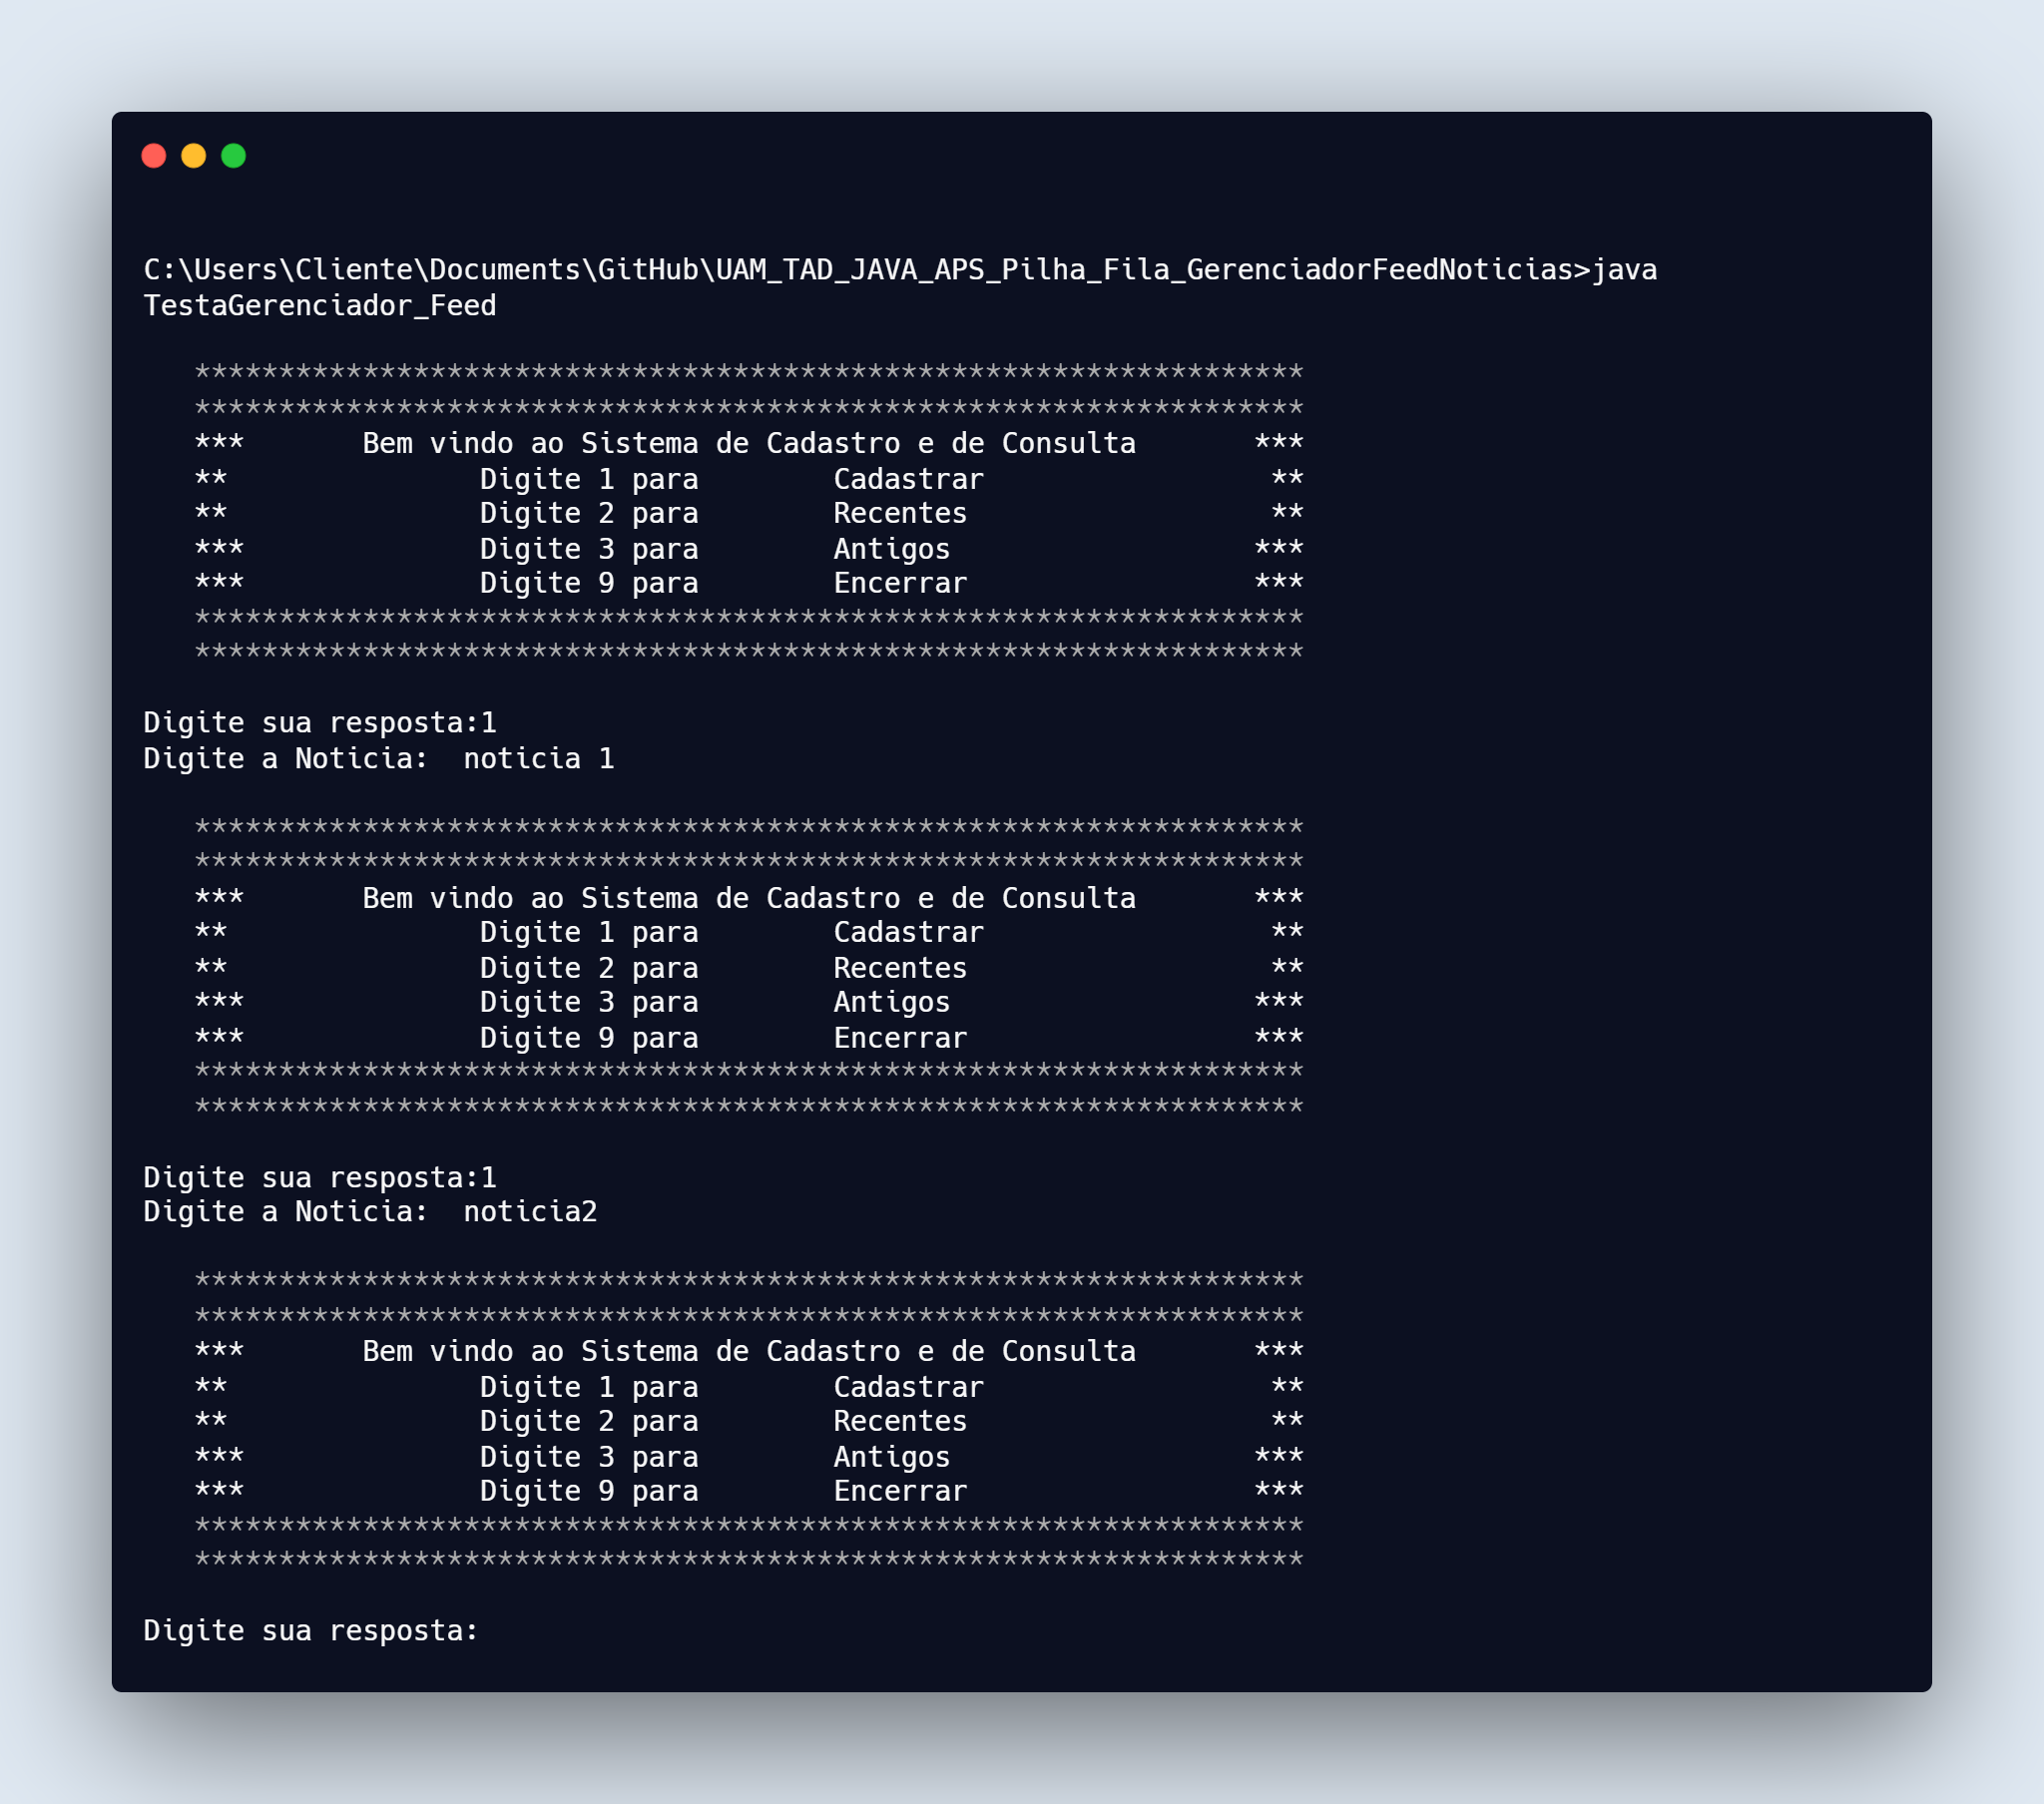 C:\Users\Cliente\Documents\GitHub\UAM_TAD_JAVA_APS_Pilha_Fila_GerenciadorFeedNoticias>java
TestaGerenciador_Feed

   ******************************************************************
   ******************************************************************
   ***       Bem vindo ao Sistema de Cadastro e de Consulta       ***
   **               Digite 1 para        Cadastrar                 **
   **               Digite 2 para        Recentes                  **
   ***              Digite 3 para        Antigos                  ***
   ***              Digite 9 para        Encerrar                 ***
   ******************************************************************
   ******************************************************************

Digite sua resposta:1
Digite a Noticia:  noticia 1

   ******************************************************************
   ******************************************************************
   ***       Bem vindo ao Sistema de Cadastro e de Consulta       ***
   **               Digite 1 para        Cadastrar                 **
   **               Digite 2 para        Recentes                  **
   ***              Digite 3 para        Antigos                  ***
   ***              Digite 9 para        Encerrar                 ***
   ******************************************************************
   ******************************************************************

Digite sua resposta:1
Digite a Noticia:  noticia2

   ******************************************************************
   ******************************************************************
   ***       Bem vindo ao Sistema de Cadastro e de Consulta       ***
   **               Digite 1 para        Cadastrar                 **
   **               Digite 2 para        Recentes                  **
   ***              Digite 3 para        Antigos                  ***
   ***              Digite 9 para        Encerrar                 ***
   ******************************************************************
   ******************************************************************

Digite sua resposta: